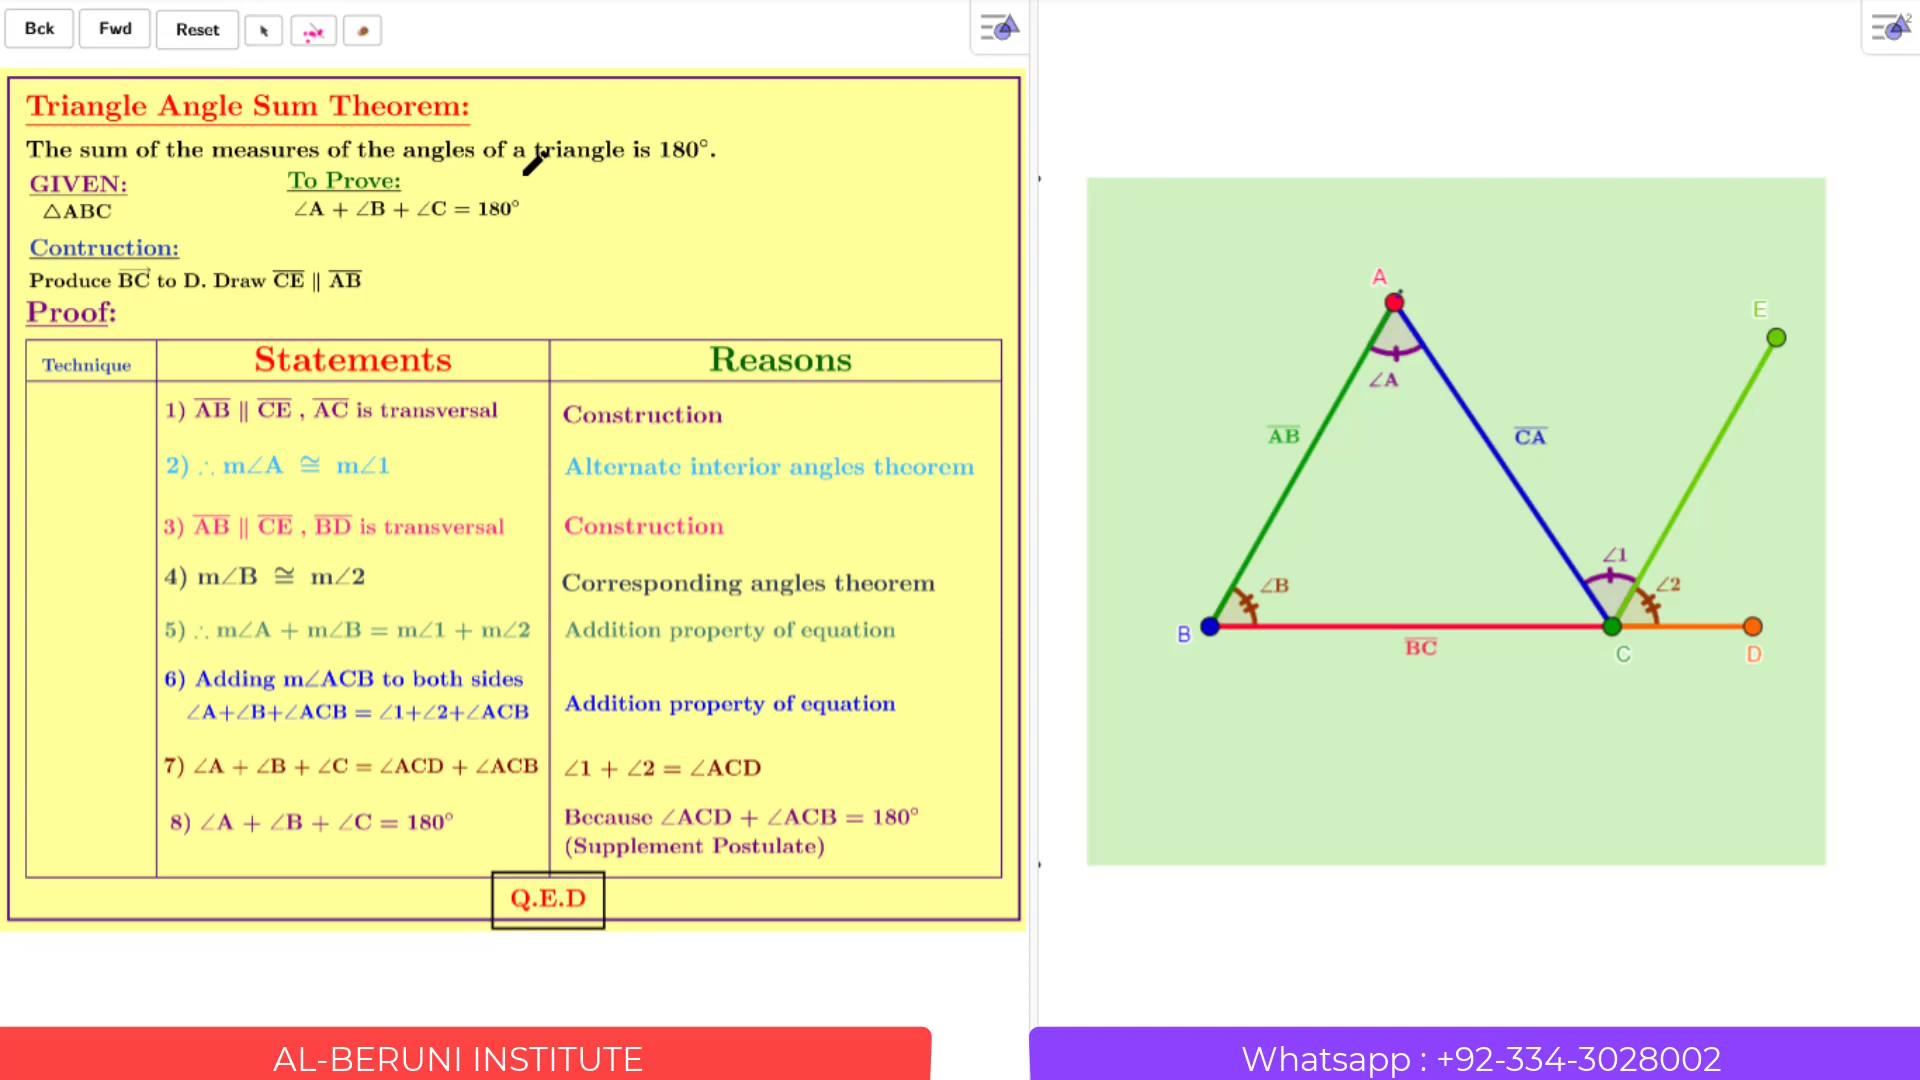 Bck Fwd Reset
Triangle Angle Sum Theorem:
The sum of the measures of the angles of a triangle is 180°.
GIVEN: To Prove:
△ABC ∠A + ∠B + ∠C = 180°
Contruction:
Produce BC to D. Draw CE ∥ AB
Proof:
Technique Statements Reasons
1) AB ∥ CE , AC is transversal Construction
2) ∴ m∠A ≅ m∠1 Alternate interior angles theorem
3) AB ∥ CE , BD is transversal Construction
4) m∠B ≅ m∠2 Corresponding angles theorem
5) ∴ m∠A + m∠B = m∠1 + m∠2 Addition property of equation
6) Adding m∠ACB to both sides
∠A+∠B+∠ACB = ∠1+∠2+∠ACB Addition property of equation
7) ∠A + ∠B + ∠C = ∠ACD + ∠ACB ∠1 + ∠2 = ∠ACD
8) ∠A + ∠B + ∠C = 180° Because ∠ACD + ∠ACB = 180°
(Supplement Postulate)
Q.E.D
2
A
E
∠A
AB CA
∠1
∠B ∠2
B
BC C D
AL-BERUNI INSTITUTE
Whatsapp : +92-334-3028002